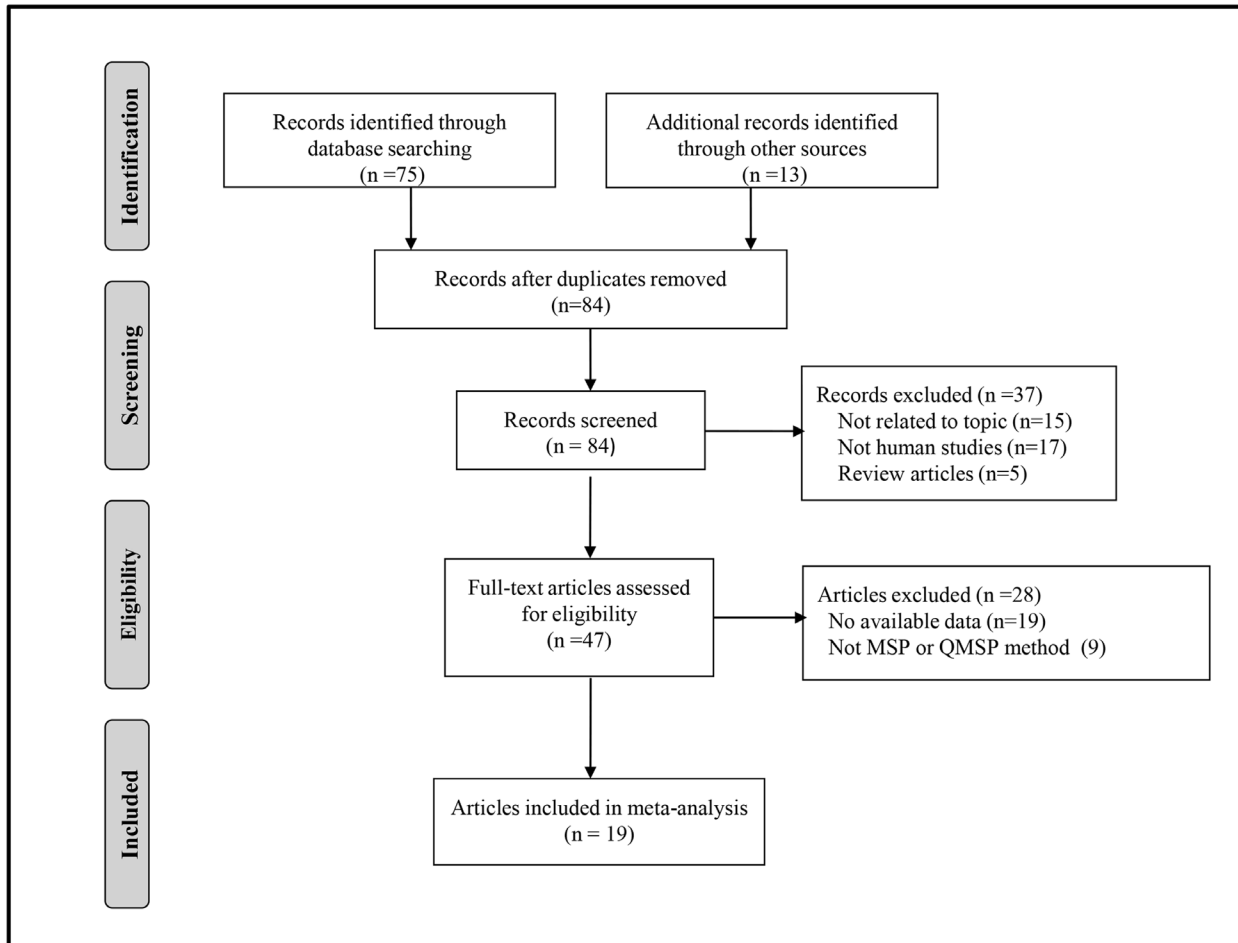 Identification
Records identified through
database searching
(n =75)
Additional records identified
through other sources
(n =13)
Records after duplicates removed
(n=84)
Screening
Records screened
(n = 84)
Records excluded (n =37)
Not related to topic (n=15)
Not human studies (n=17)
Review articles (n=5)
Eligibility
Full-text articles assessed
for eligibility
(n =47)
Articles excluded (n =28)
No available data (n=19)
Not MSP or QMSP method (9)
Included
Articles included in meta-analysis
(n = 19)